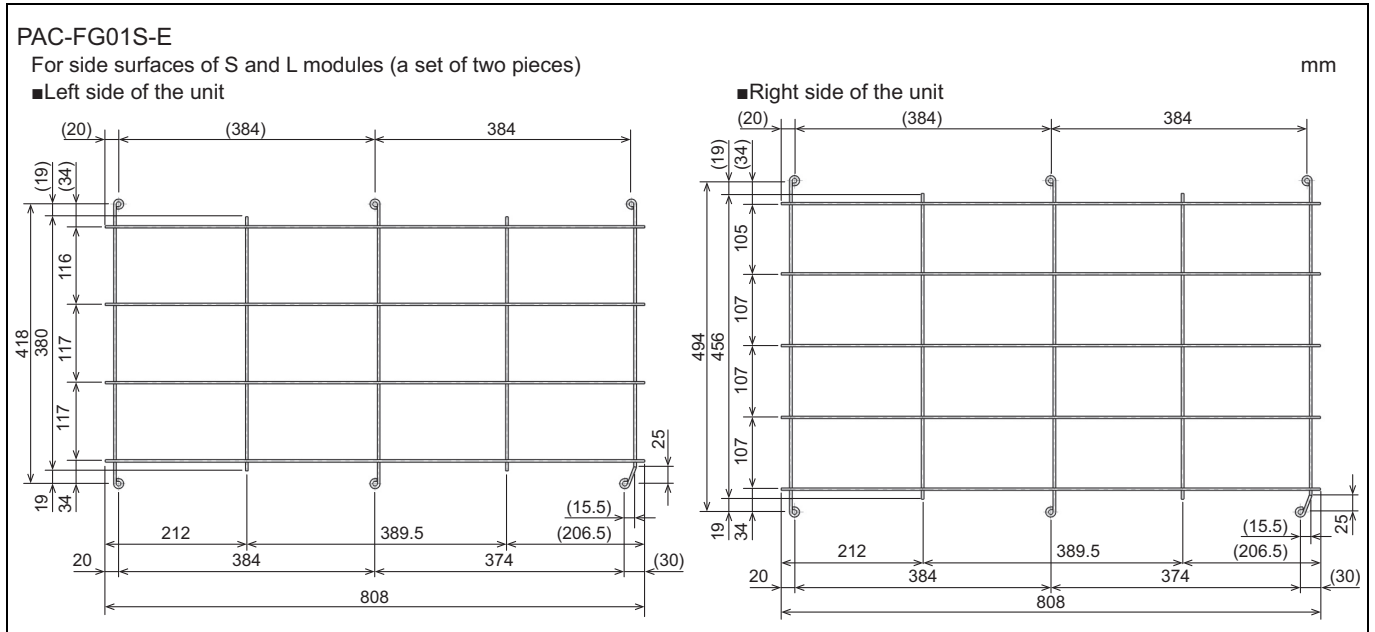 PAC-FG01S-E
For side surfaces of S and L modules (a set of two pieces) mm
■Left side of the unit
(20) (384) 384
(19) (34)
116
117
117
418
380
19 34
25
(15.5)
212 389.5 (206.5)
20 384 374 (30)
808
■Right side of the unit
(20) (384) 384
(19) (34)
105
107
107
107
494
456
19 34
25
(15.5)
212 389.5 (206.5)
20 384 374 (30)
808